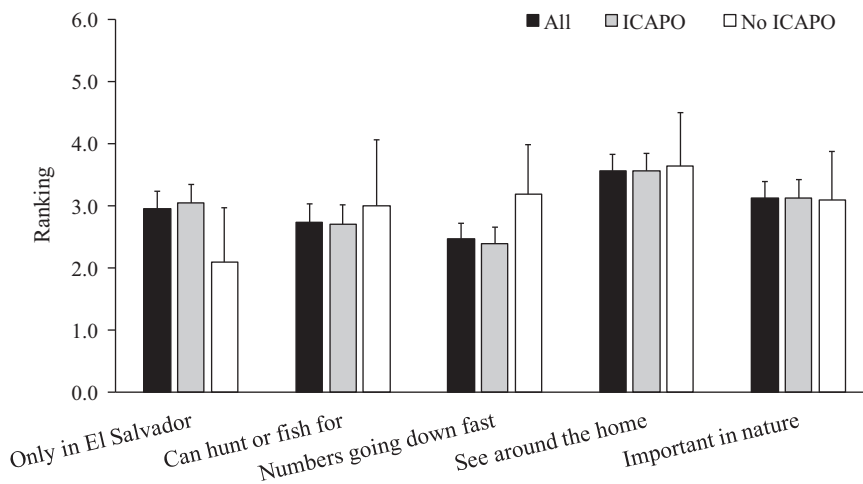 All ICAPO No ICAPO
6.0
5.0
4.0
3.0
2.0
1.0
0.0
Ranking
Only in El Salvador
Can hunt or fish for
Numbers going down fast
See around the home
Important in nature